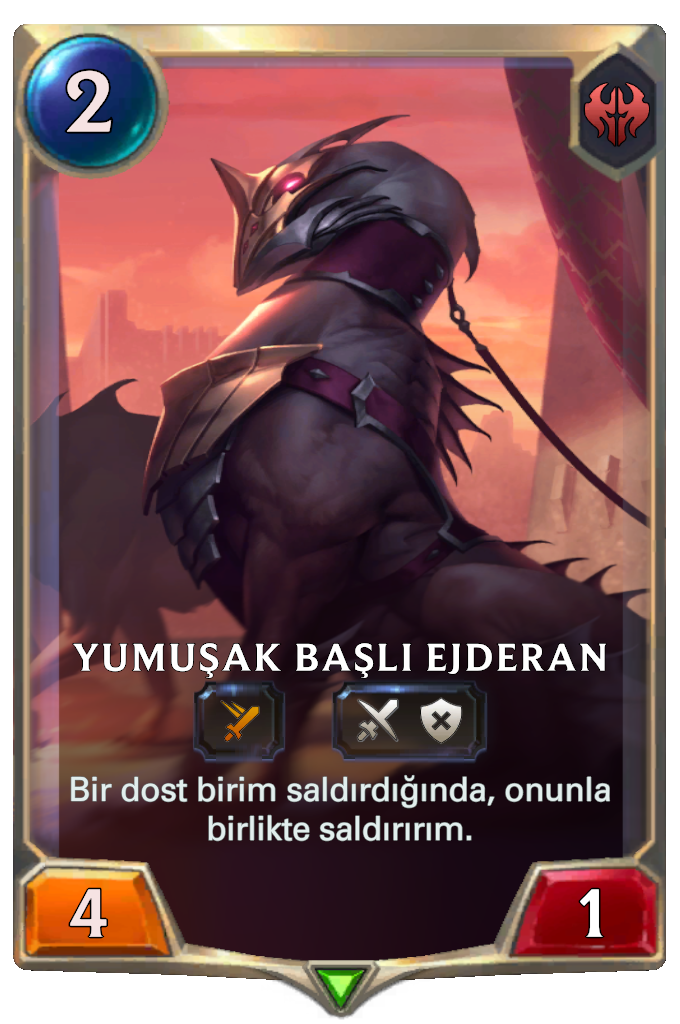 2
YUMUŞAK BAŞLI EJDERAN
Bir dost birim saldırdığında, onunla
birlikte saldırırım.
4
1